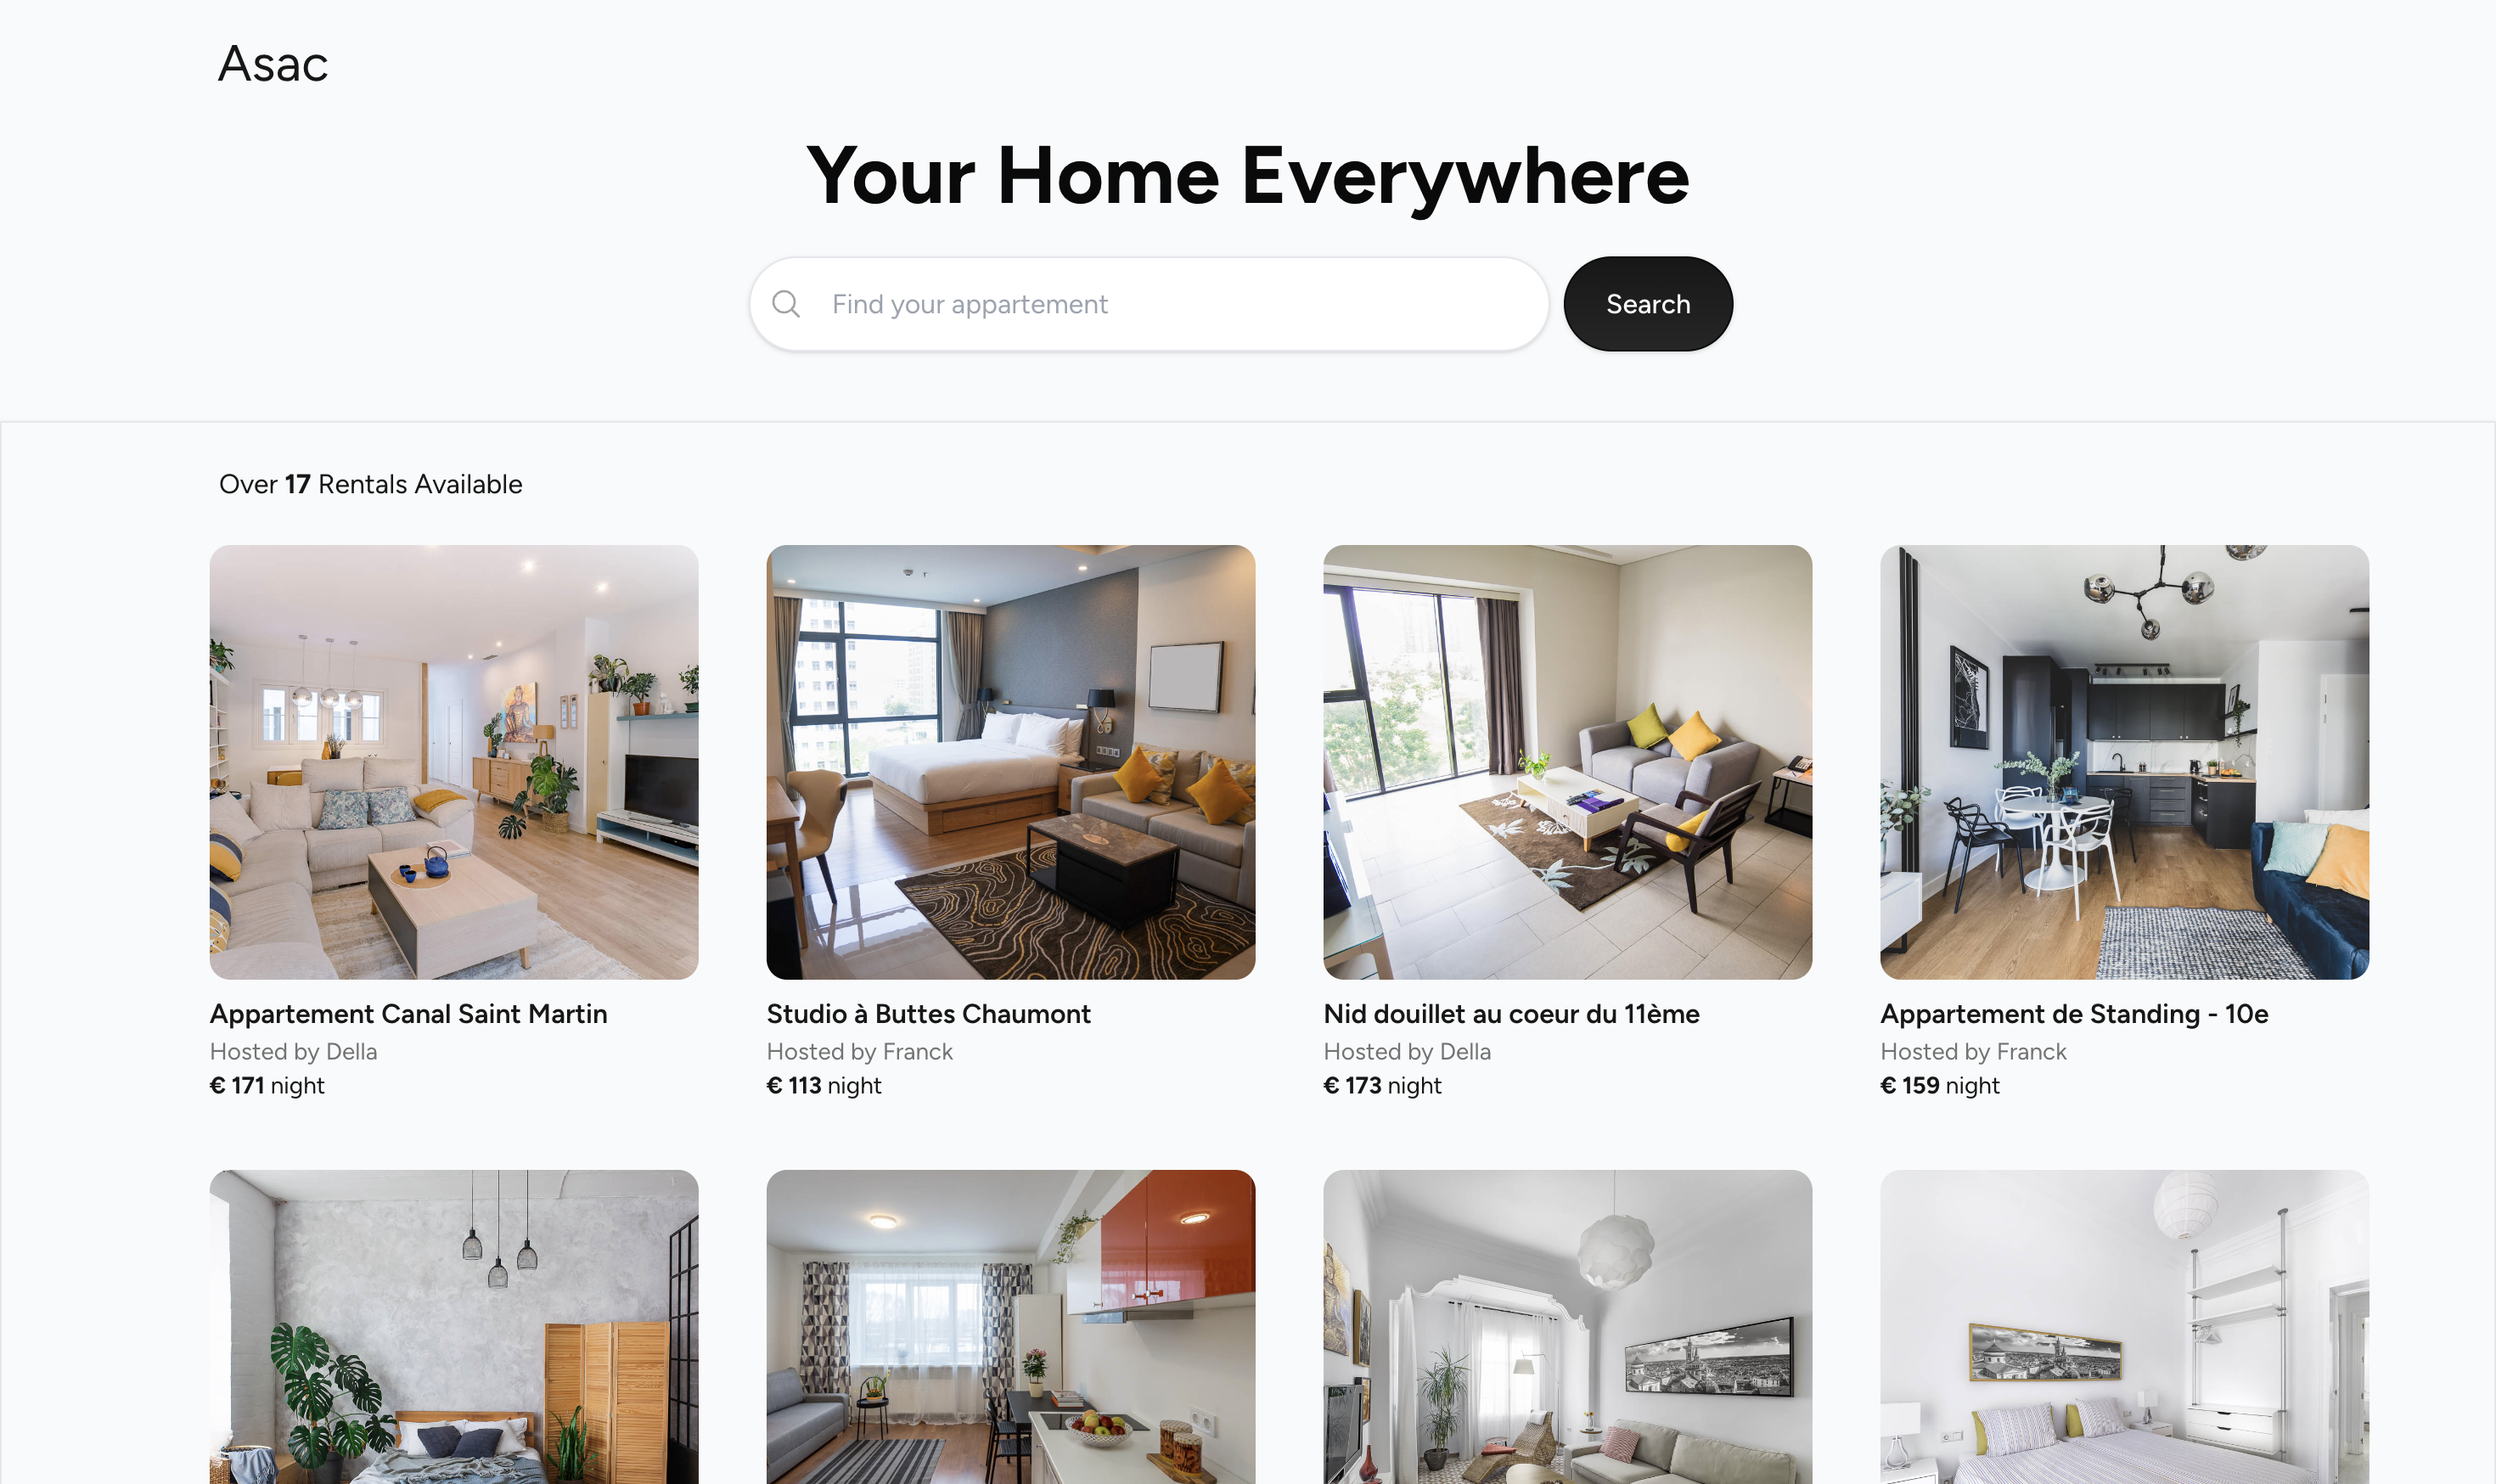 Asac
Your Home Everywhere
Find your appartement
Search
Over 17 Rentals Available
Appartement Canal Saint Martin
Hosted by Della
€ 171 night
Studio à Buttes Chaumont
Hosted by Franck
€ 113 night
Nid douillet au coeur du 11ème
Hosted by Della
€ 173 night
Appartement de Standing - 10e
Hosted by Franck
€ 159 night